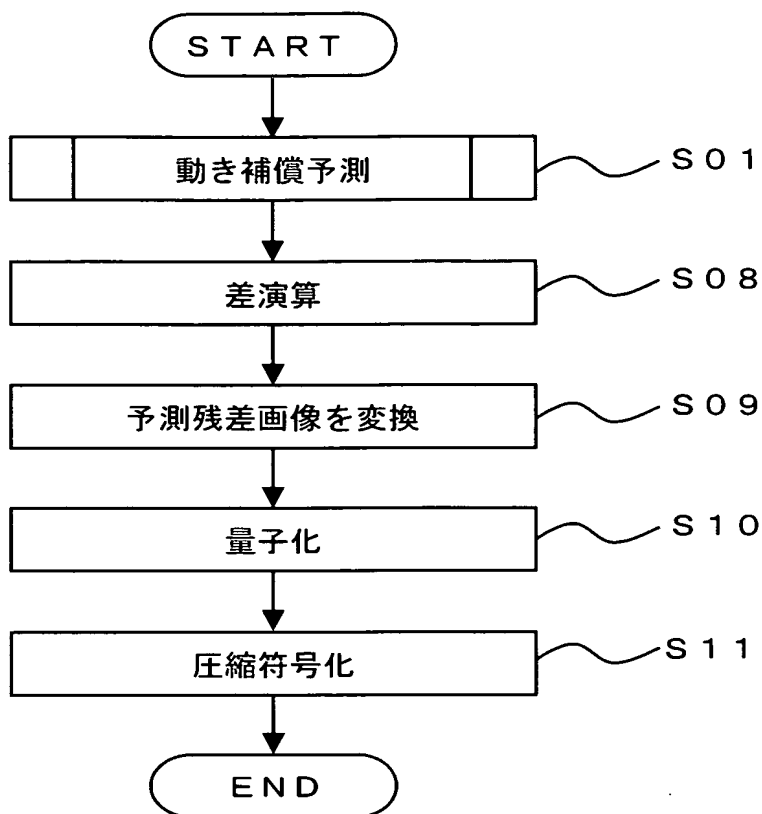 START
動き補償予測
S01
差演算
S08
予測残差画像を変換
S09
量子化
S10
圧縮符号化
S11
END